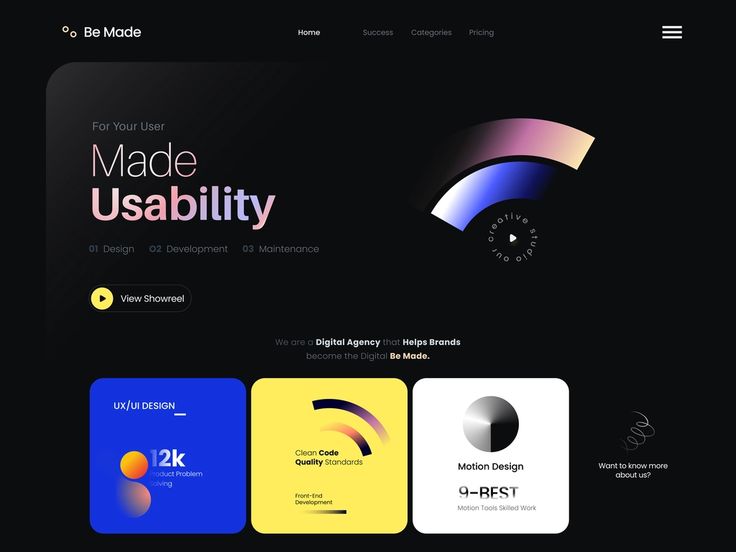 Be Made
Home
Success
Categories
Pricing
For Your User
Made
Usability
01 Design
02 Development
03 Maintenance
our creative studio
View Showreel
We are a Digital Agency that Helps Brands
become the Digital Be Made.
UX/UI DESIGN
12k
Product Problem
Solving
Clean Code
Quality Standards
Front-End
Development
Motion Design
9-BEST
Motion Tools Skilled Work
Want to know more
about us?